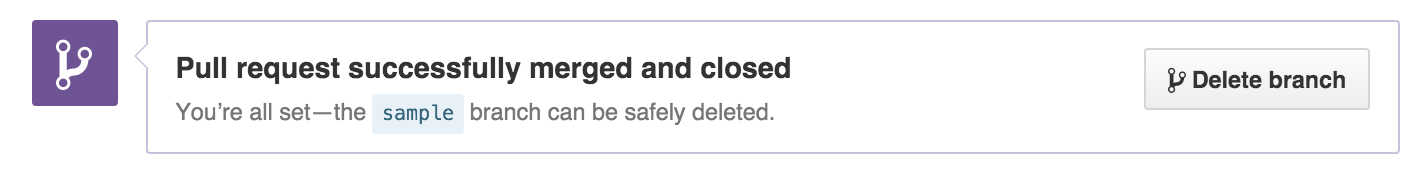 Pull request successfully merged and closed
Delete branch
You’re all set—the sample branch can be safely deleted.